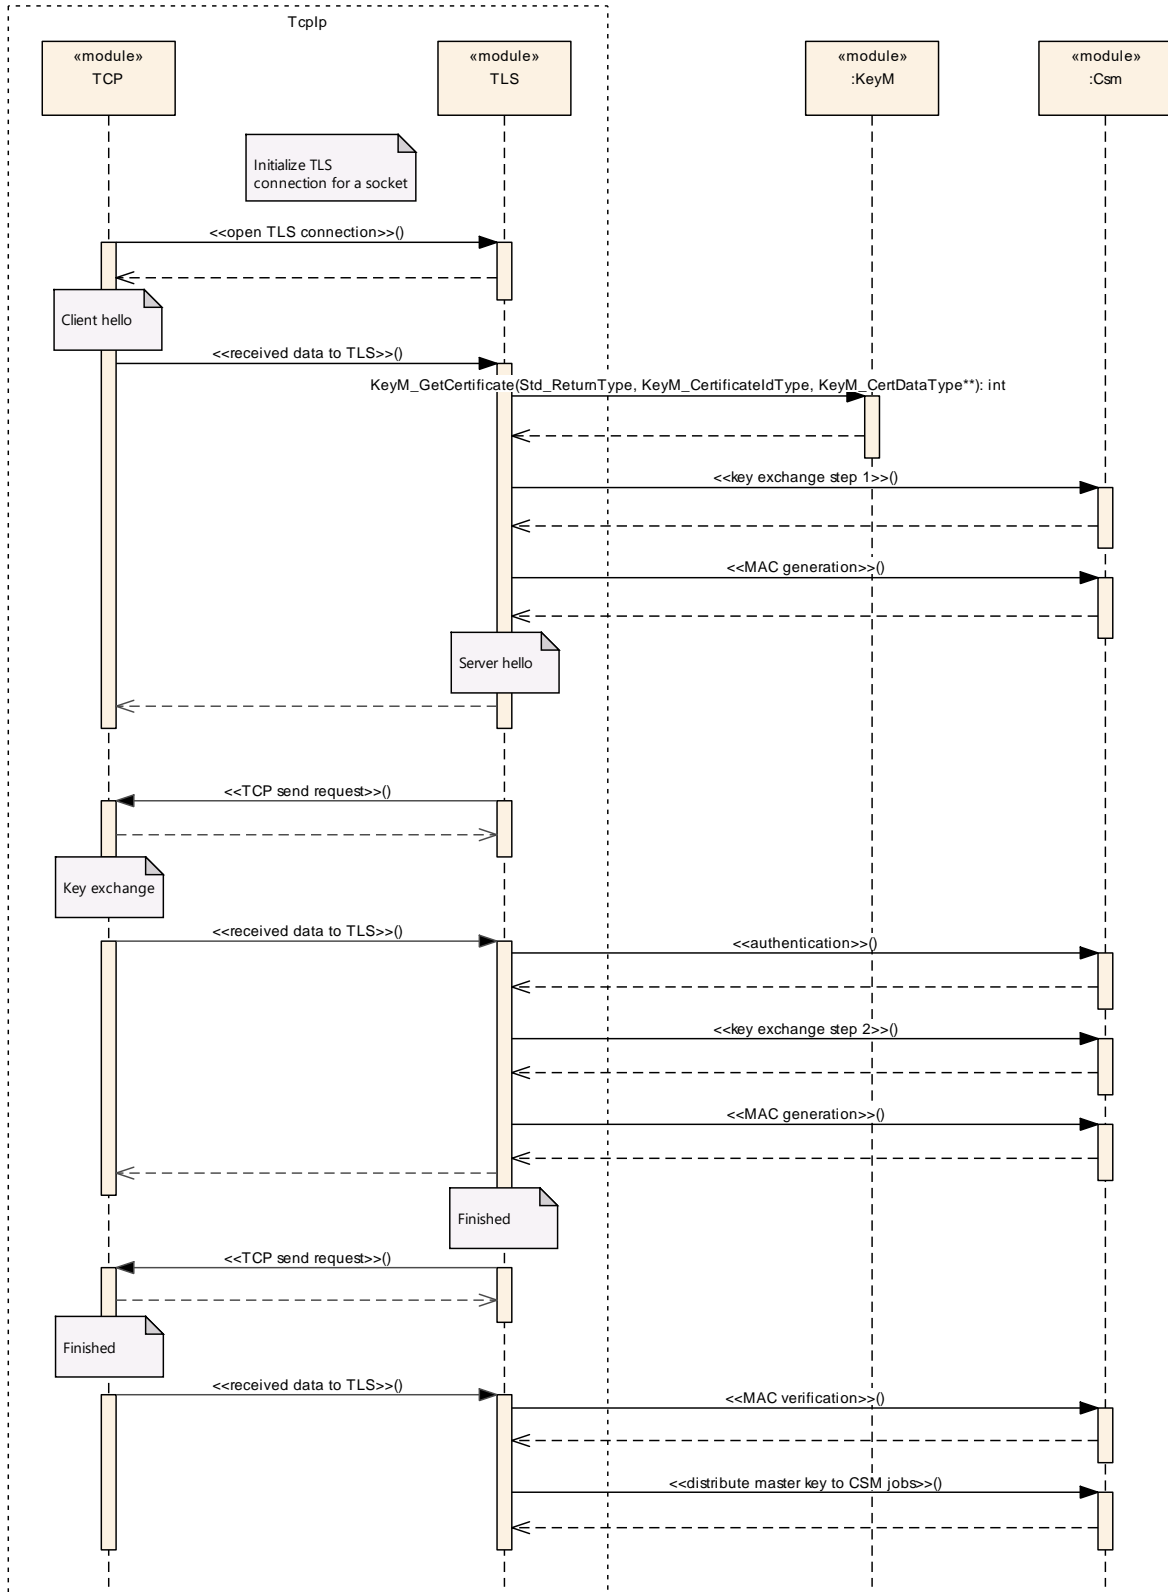 TcpIp
«module»
TCP
«module»
TLS
«module»
:KeyM
«module»
:Csm
Initialize TLS
connection for a socket
<<open TLS connection>>()
Client hello
<<received data to TLS>>()
KeyM_GetCertificate(Std_ReturnType, KeyM_CertificateIdType, KeyM_CertDataType**): int
<<key exchange step 1>>()
<<MAC generation>>()
Server hello
<<TCP send request>>()
Key exchange
<<received data to TLS>>()
<<authentication>>()
<<key exchange step 2>>()
<<MAC generation>>()
Finished
<<TCP send request>>()
Finished
<<received data to TLS>>()
<<MAC verification>>()
<<distribute master key to CSM jobs>>()